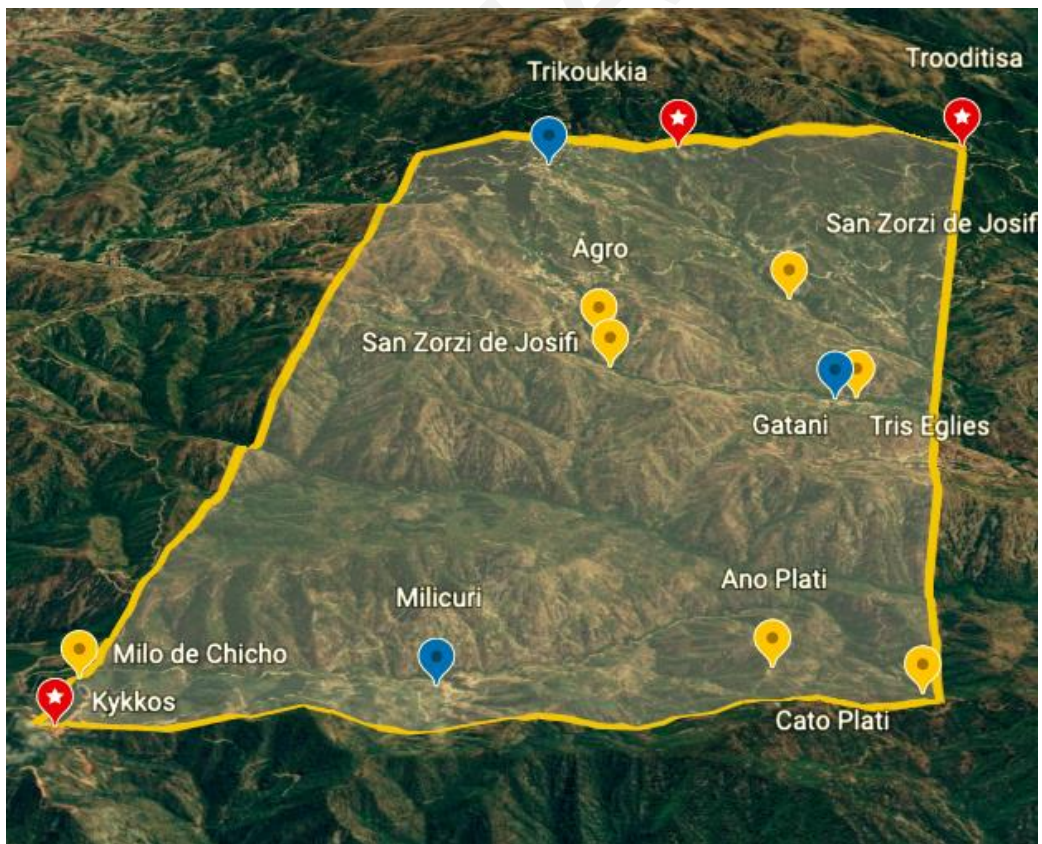 Trooditisa
Trikoukkia
San Zorzi de Josif
Agro
San Zorzi de Josifi
Gatani
Tris Eglies
Ano Plati
Milicuri
Milo de Chicho
Kykkos
Cato Plati